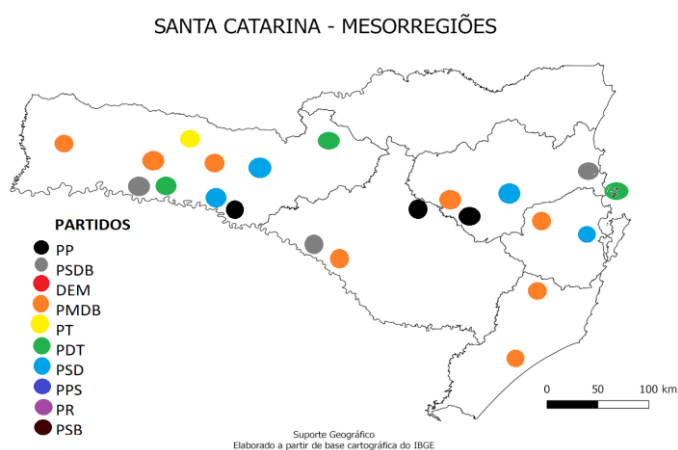 SANTA CATARINA - MESORREGIÕES
PARTIDOS
PP
PSDB
DEM
PMDB
PT
PDT
PSD
PPS
PR
PSB
0 50 100 km
Suporte Geográfico
Elaborado a partir de base cartográfica do IBGE